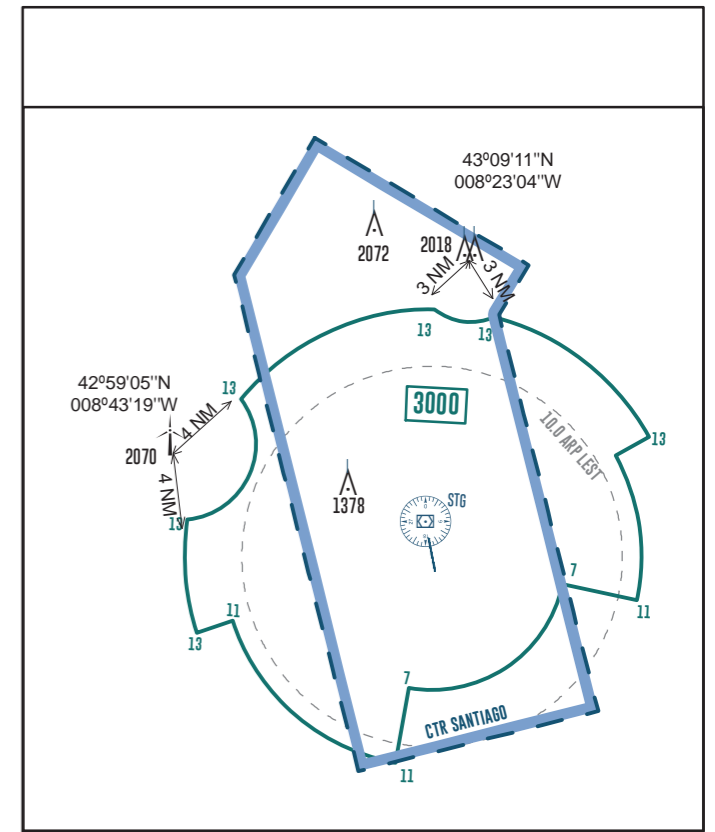 43º09'11"N
008º23'04"W
2072
2018
3 NM
3 NM
13
13
42º59'05"N
008º43'19"W
13
4 NM
2070
4 NM
13
3000
10.0 ARP LEST
13
1378
STG
7
11
11
13
7
CTR SANTIAGO
11